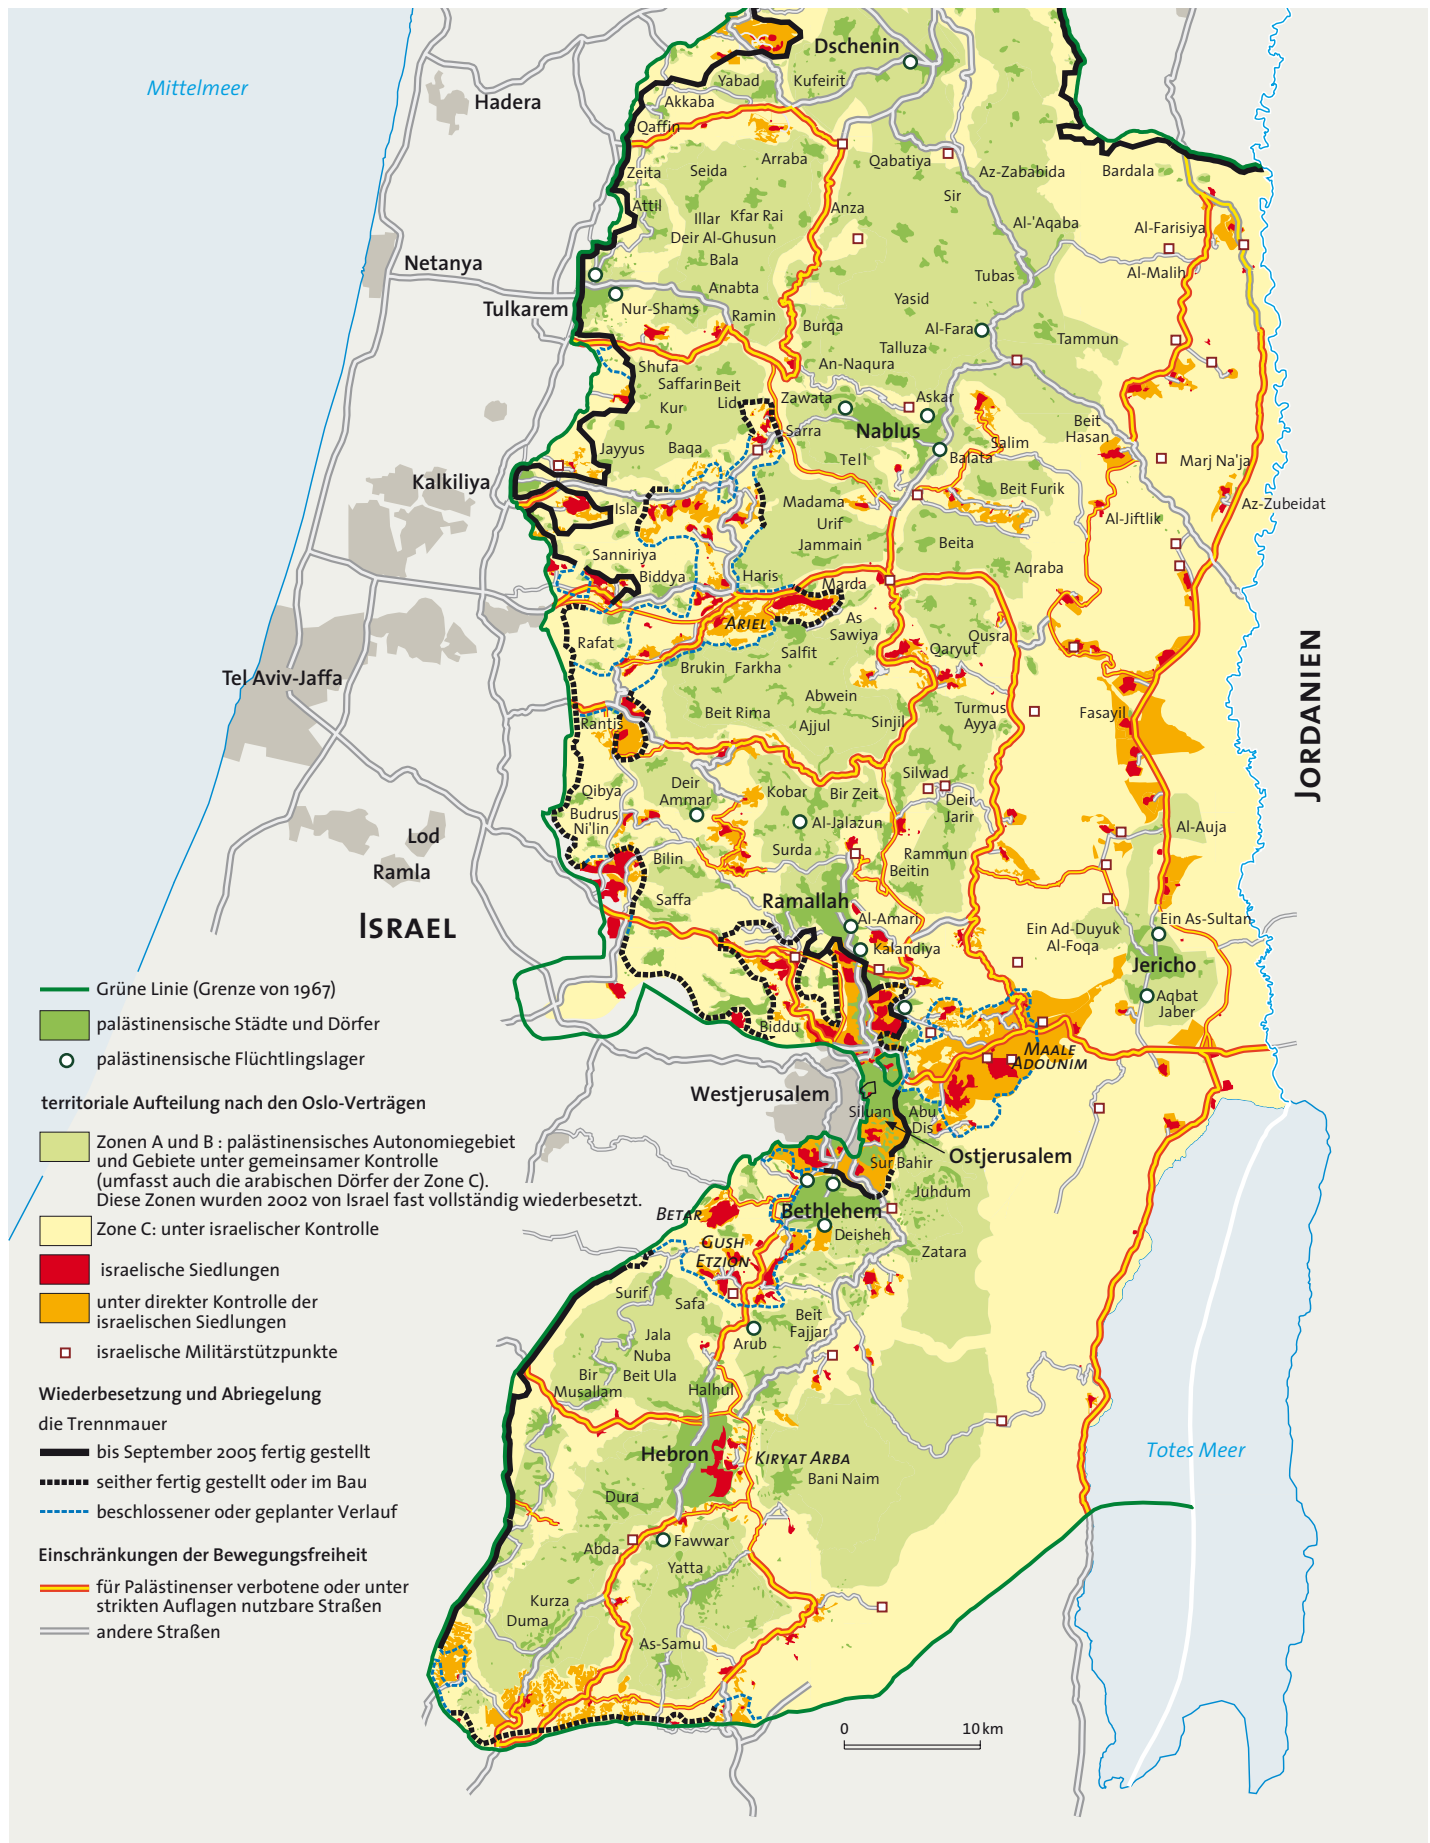 Mittelmeer
Dschenin
Hadera
Yabad
Kufeirit
Akkaba
Qaffin
Arraba
Qabatiya
Zeita
Seida
Az-Zababida
Bardala
Attil
Sir
Illar
Kfar Rai
Anza
Al-'Aqaba
Al-Farisiya
Deir Al-Ghusun
Netanya
Bala
Al-Malih
Tubas
Anabta
Tulkarem
Nur-Shams
Ramin
Yasid
Burqa
Al-Fara
Tammun
Talluza
Shufa
An-Naqura
Saffarin
Beit
Lid
Kur
Zawata
Askar
Sarra
Nablus
Beit
Hasan
Salim
Jayyus
Baqa
Tell
Balata
Marj Na'ja
Kalkiliya
Beit Furik
Isla
Madama
Az-Zubeidat
Urif
Al-Jiftlik
Jammain
Beita
Sanniriya
Biddya
Haris
Marda
Aqraba
Ariel
As
Sawiya
Ousra
Rafat
Salfit
Qaryut
Jordanien
Brukin
Farkha
Tel Aviv-Jaffa
Abwein
Rantis
Beit Rima
Ajjul
Sinjil
Turmus
Ayya
Fasayil
Silwad
Qibya
Deir
Ammar
Kobar
Bir Zeit
Deir
Jarir
Budrus
Ni'lin
Al-Jalazun
Al-Auja
Lod
Surda
Rammun
Bilin
Beitin
Ramla
Saffa
Ramallah
Israel
Al-Amari
Ein As-Sultan
Ein Ad-Duyuk
Al-Foqa
Kalandiya
Jericho
Aqbat
Jaber
Biddu
Maale
Adounim
Westjerusalem
Siluan
Abu
Dis
Ostjerusalem
Sur Bahir
Juhdum
Betar
Bethlehem
Deisheh
Gush
Etzion
Zatara
Surif
Safa
Beit
Fajjar
Jala
Arub
Nuba
Bir
Musallam
Beit Ula
Halhul
Hebron
Kiryat Arba
Bani Naim
Totes Meer
Dura
Abda
Fawwar
Yatta
Kurza
Duma
As-Samu
0 10 km
Grüne Linie (Grenze von 1967)
palästinensische Städte und Dörfer
palästinensische Flüchtlingslager
territoriale Aufteilung nach den Oslo-Verträgen
Zonen A und B : palästinensisches Autonomiegebiet
und Gebiete unter gemeinsamer Kontrolle
(umfasst auch die arabischen Dörfer der Zone C).
Diese Zonen wurden 2002 von Israel fast vollständig wiederbesetzt.
Zone C: unter israelischer Kontrolle
israelische Siedlungen
unter direkter Kontrolle der
israelischen Siedlungen
israelische Militärstützpunkte
Wiederbesetzung und Abriegelung
die Trennmauer
bis September 2005 fertig gestellt
seither fertig gestellt oder im Bau
beschlossener oder geplanter Verlauf
Einschränkungen der Bewegungsfreiheit
für Palästinenser verbotene oder unter
strikten Auflagen nutzbare Straßen
andere Straßen